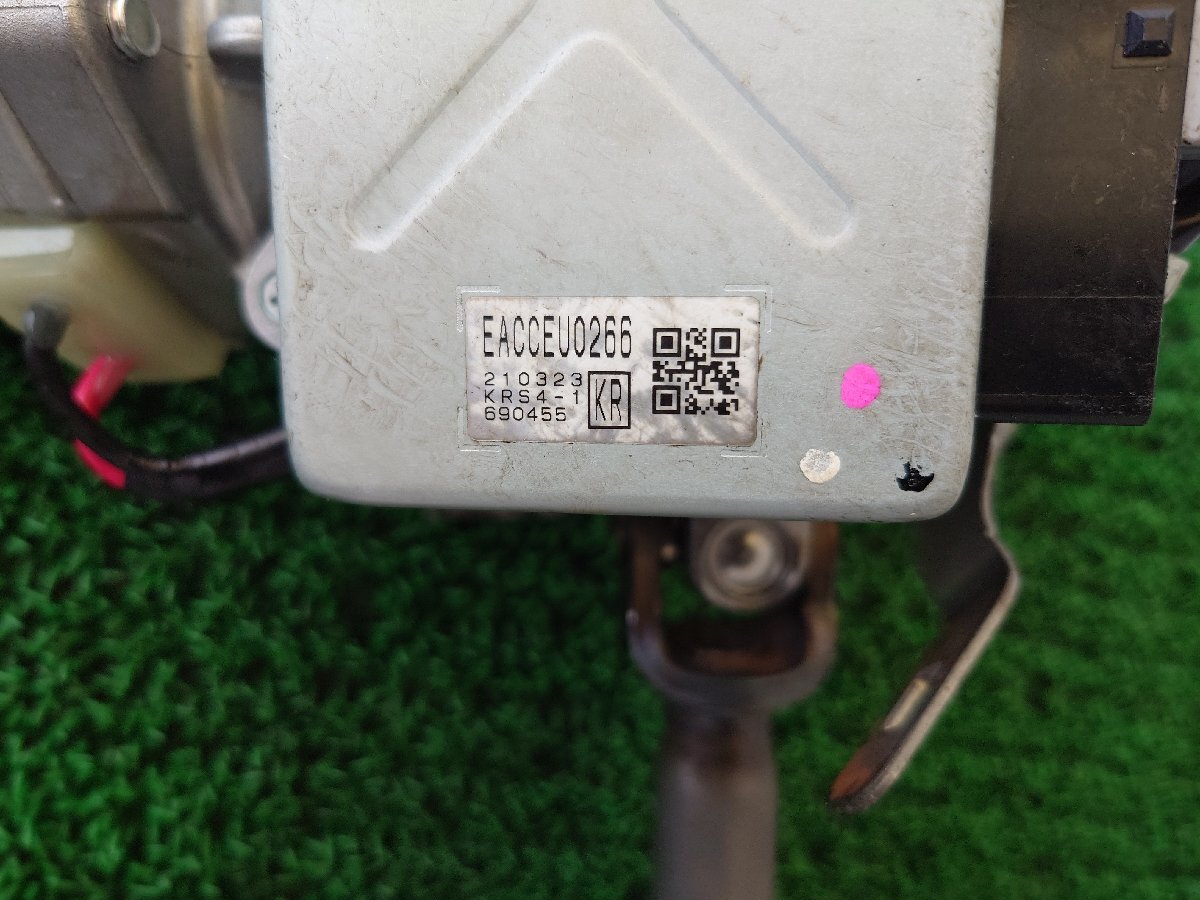 EACCEU0266
210323
KRS4-1
690455
KR